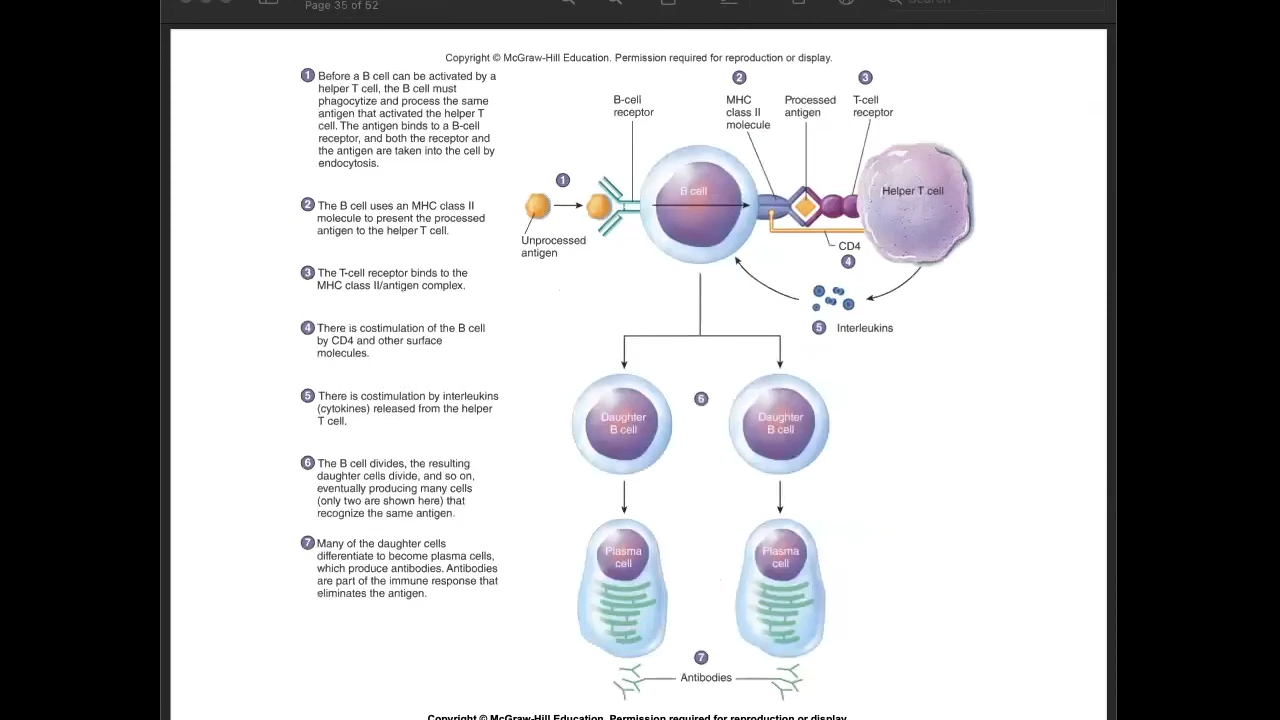 Page 35 of 52
Search
Copyright © McGraw-Hill Education. Permission required for reproduction or display.
1 Before a B cell can be activated by a
helper T cell, the B cell must
phagocytize and process the same
antigen that activated the helper T
cell. The antigen binds to a B-cell
receptor, and both the receptor and
the antigen are taken into the cell by
endocytosis.
2 The B cell uses an MHC class II
molecule to present the processed
antigen to the helper T cell.
3 The T-cell receptor binds to the
MHC class II/antigen complex.
4 There is costimulation of the B cell
by CD4 and other surface
molecules.
5 There is costimulation by interleukins
(cytokines) released from the helper
T cell.
6 The B cell divides, the resulting
daughter cells divide, and so on,
eventually producing many cells
(only two are shown here) that
recognize the same antigen.
7 Many of the daughter cells
differentiate to become plasma cells,
which produce antibodies. Antibodies
are part of the immune response that
eliminates the antigen.
2
3
B-cell
receptor
MHC
class II
molecule
Processed
antigen
T-cell
receptor
1
B cell
Helper T cell
Unprocessed
antigen
CD4
4
5 Interleukins
6
Daughter
B cell
Daughter
B cell
Plasma
cell
Plasma
cell
7
Antibodies
Copyright © McGraw-Hill Education. Permission required for reproduction or display.